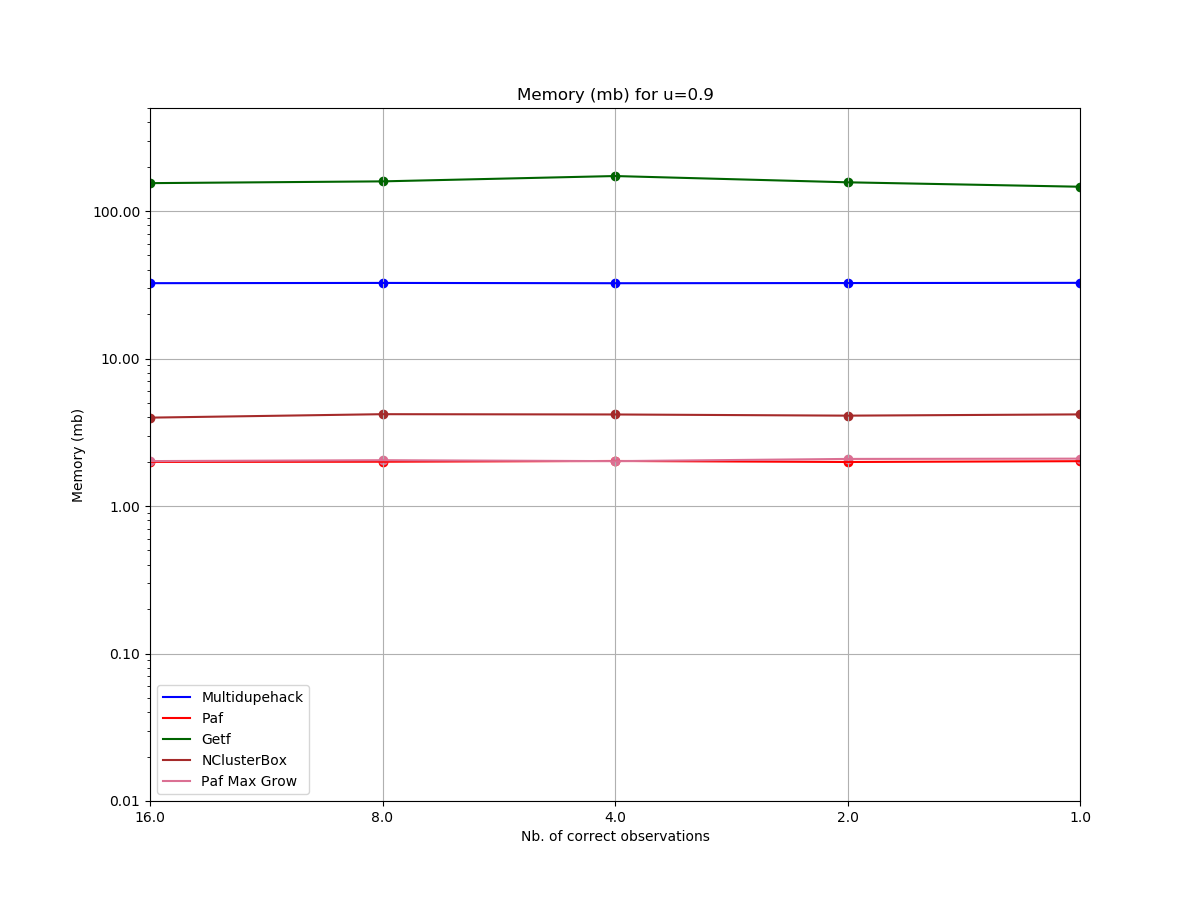 Memory (mb) for u=0.9
100.00
10.00
1.00
0.10
0.01
Memory (mb)
Multidupehack
Paf
Getf
NClusterBox
Paf Max Grow
16.0 8.0 4.0 2.0 1.0
Nb. of correct observations